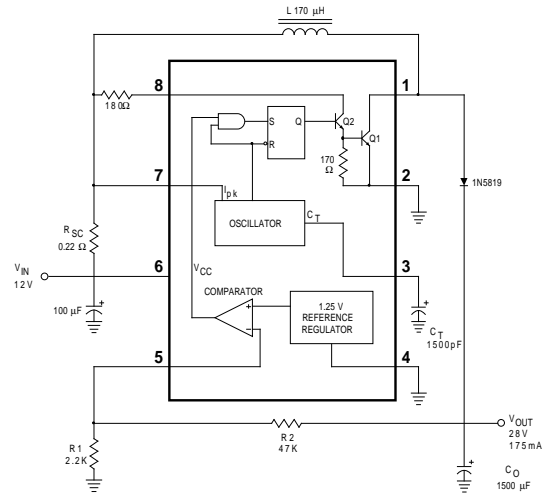 L 170 μH
8
1
180Ω
S
Q
Q2
Q1
R
170
Ω
7
2
1N5819
Ipk
CT
OSCILLATOR
RSC
0.22 Ω
VIN
12V
6
3
VCC
COMPARATOR
100 μF
+
+
1.25 V
REFERENCE
REGULATOR
+
−
CT
1500pF
5
4
R2
47K
VOUT
28V
175mA
R1
2.2K
+
CO
1500 μF